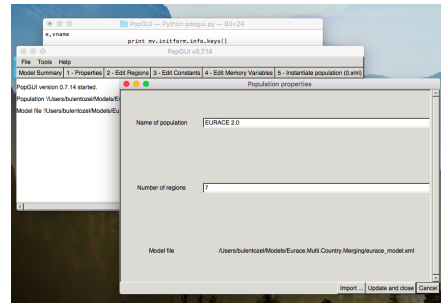 PopGUI — Python popgui.py — 80×24
e,vname
print mv.initform.info.keys()
PopGUI v0.7.14
File Tools Help
Model Summary 1 - Properties 2 - Edit Regions 3 - Edit Constants 4 - Edit Memory Variables 5 - Instantiate population (0.xml)
PopGUI version 0.7.14 started.
Population '/Users/bulentozel/Models/E
Model file '/Users/bulentozel/Models/Eu
Population properties
Name of population EURACE 2.0
Number of regions 7
Model file /Users/bulentozel/Models/Eurace.Multi.Country.Merging/eurace_model.xml
Import ... Update and close Cancel